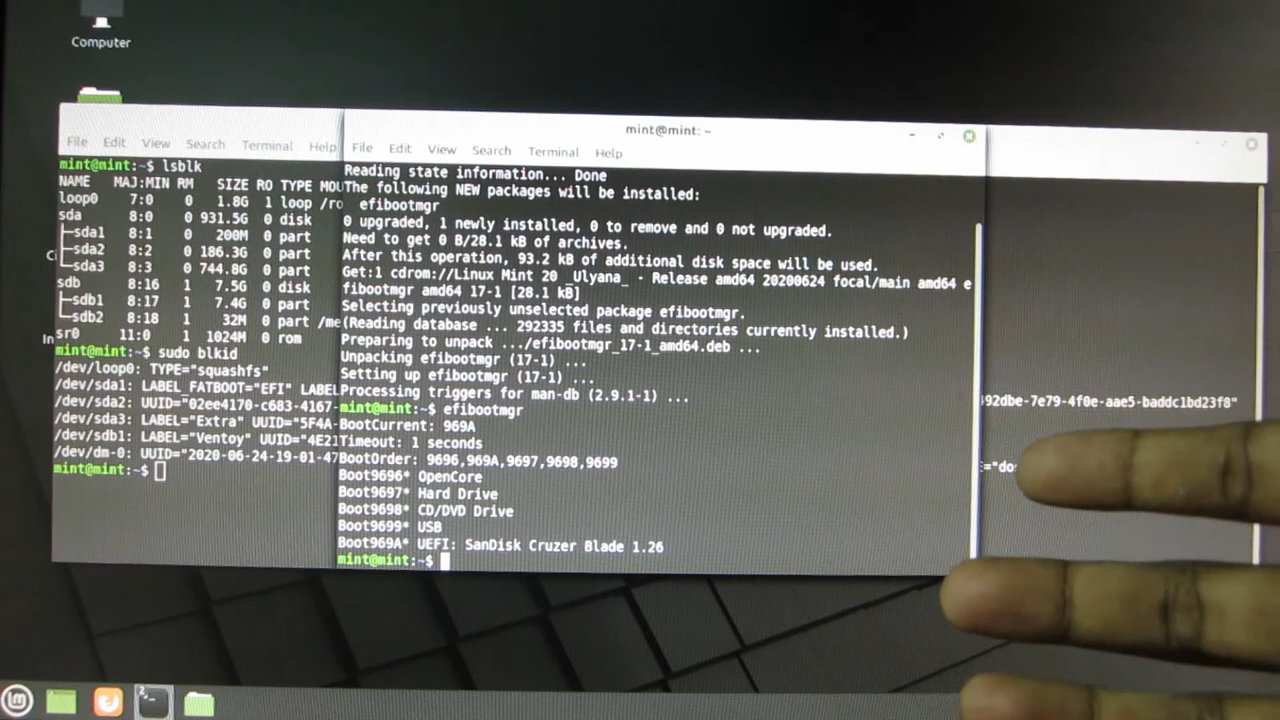 Computer
File Edit View Search Terminal Help
mint@mint:~$ lsblk
NAME MAJ:MIN RM SIZE RO TYPE MOU
loop0 7:0 0 1.8G 1 loop /ro
sda 8:0 0 931.5G 0 disk
├─sda1 8:1 0 200M 0 part
├─sda2 8:2 0 186.3G 0 part
└─sda3 8:3 0 744.8G 0 part
sdb 8:16 1 7.5G 0 disk
├─sdb1 8:17 1 7.4G 0 part
└─sdb2 8:18 1 32M 0 part /me
sr0 11:0 1 1024M 0 rom
mint@mint:~$ sudo blkid
/dev/loop0: TYPE="squashfs"
/dev/sda1: LABEL_FATBOOT="EFI" LABEL
/dev/sda2: UUID="02ee4170-c683-4167-
/dev/sda3: LABEL="Extra" UUID="5F4A-
/dev/sdb1: LABEL="Ventoy" UUID="4E21
/dev/dm-0: UUID="2020-06-24-19-01-47
mint@mint:~$
mint@mint: ~
File Edit View Search Terminal Help
Reading state information... Done
The following NEW packages will be installed:
efibootmgr
0 upgraded, 1 newly installed, 0 to remove and 0 not upgraded.
Need to get 0 B/28.1 kB of archives.
After this operation, 93.2 kB of additional disk space will be used.
Get:1 cdrom://Linux Mint 20 _Ulyana_ - Release amd64 20200624 focal/main amd64 e
fibootmgr amd64 17-1 [28.1 kB]
Selecting previously unselected package efibootmgr.
(Reading database ... 292335 files and directories currently installed.)
Preparing to unpack .../efibootmgr_17-1_amd64.deb ...
Unpacking efibootmgr (17-1) ...
Setting up efibootmgr (17-1) ...
Processing triggers for man-db (2.9.1-1) ...
mint@mint:~$ efibootmgr
BootCurrent: 969A
Timeout: 1 seconds
BootOrder: 9696,969A,9697,9698,9699
Boot9696* OpenCore
Boot9697* Hard Drive
Boot9698* CD/DVD Drive
Boot9699* USB
Boot969A* UEFI: SanDisk Cruzer Blade 1.26
mint@mint:~$
92dbe-7e79-4f0e-aae5-baddc1bd23f8"
="do